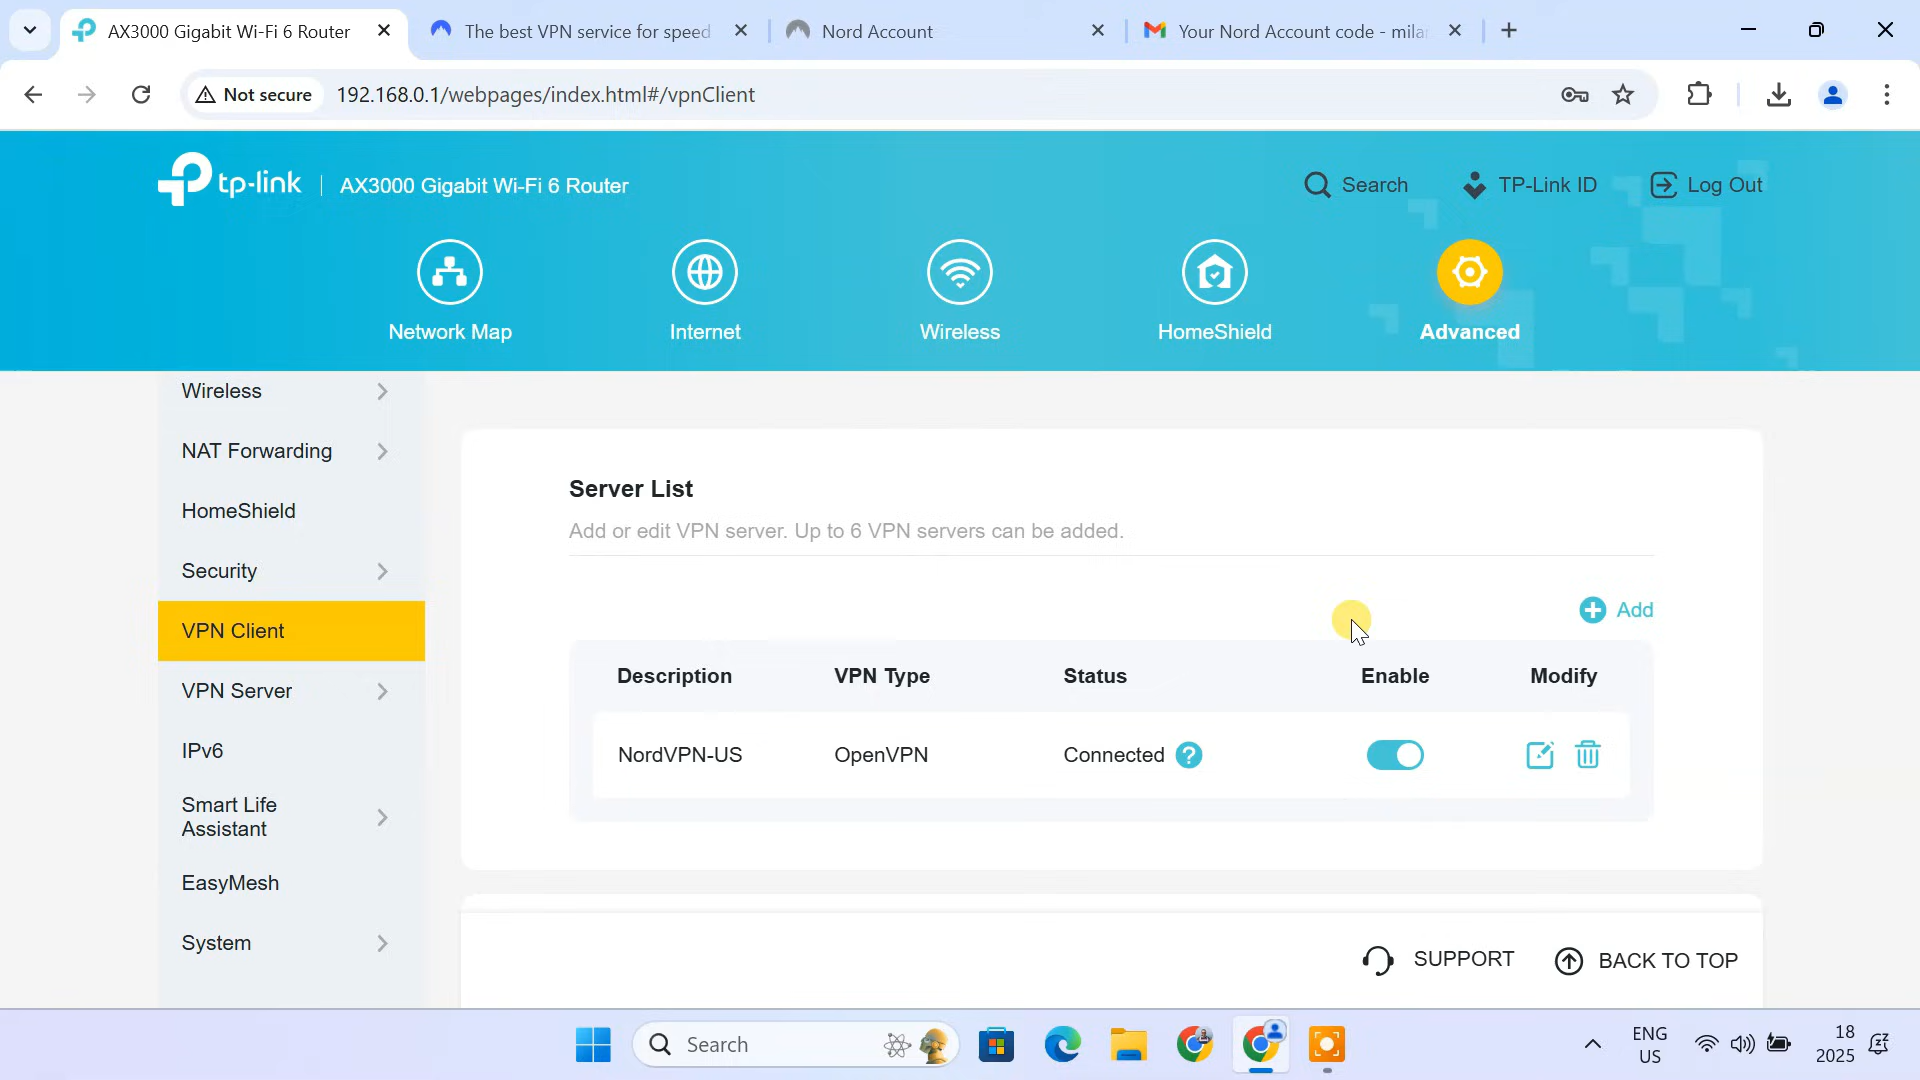 AX3000 Gigabit Wi-Fi 6 Router
The best VPN service for speed
Nord Account
Your Nord Account code - milar
Not secure
192.168.0.1/webpages/index.html#/vpnClient
tp-link
AX3000 Gigabit Wi-Fi 6 Router
Search
TP-Link ID
Log Out
Network Map
Internet
Wireless
HomeShield
Advanced
Wireless
NAT Forwarding
HomeShield
Security
VPN Client
VPN Server
IPv6
Smart Life
Assistant
EasyMesh
System
Server List
Add or edit VPN server. Up to 6 VPN servers can be added.
Add
Description VPN Type Status Enable Modify
NordVPN-US OpenVPN Connected ?
SUPPORT
BACK TO TOP
Search
ENG
US
18
2025